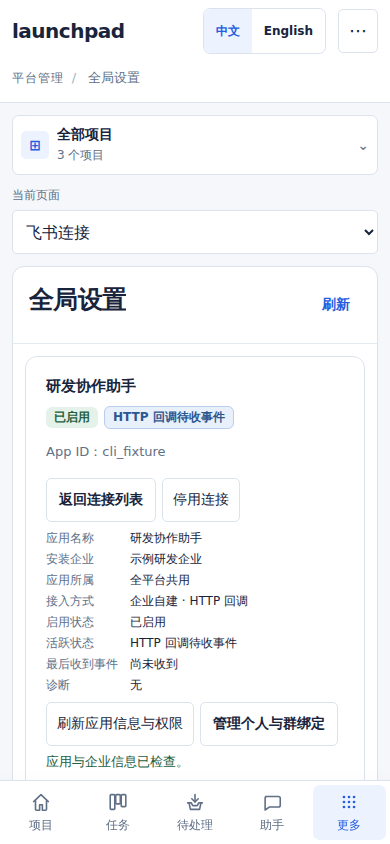 launchpad
中文 English ...
平台管理 / 全局设置
全部项目
3 个项目
当前页面
飞书连接
全局设置
刷新
研发协作助手
已启用 HTTP 回调待收事件
App ID：cli_fixture
返回连接列表 停用连接
应用名称 研发协作助手
安装企业 示例研发企业
应用所属 全平台共用
接入方式 企业自建 · HTTP 回调
启用状态 已启用
活跃状态 HTTP 回调待收事件
最后收到事件 尚未收到
诊断 无
刷新应用信息与权限 管理个人与群绑定
应用与企业信息已检查。
项目 任务 待处理 助手 更多